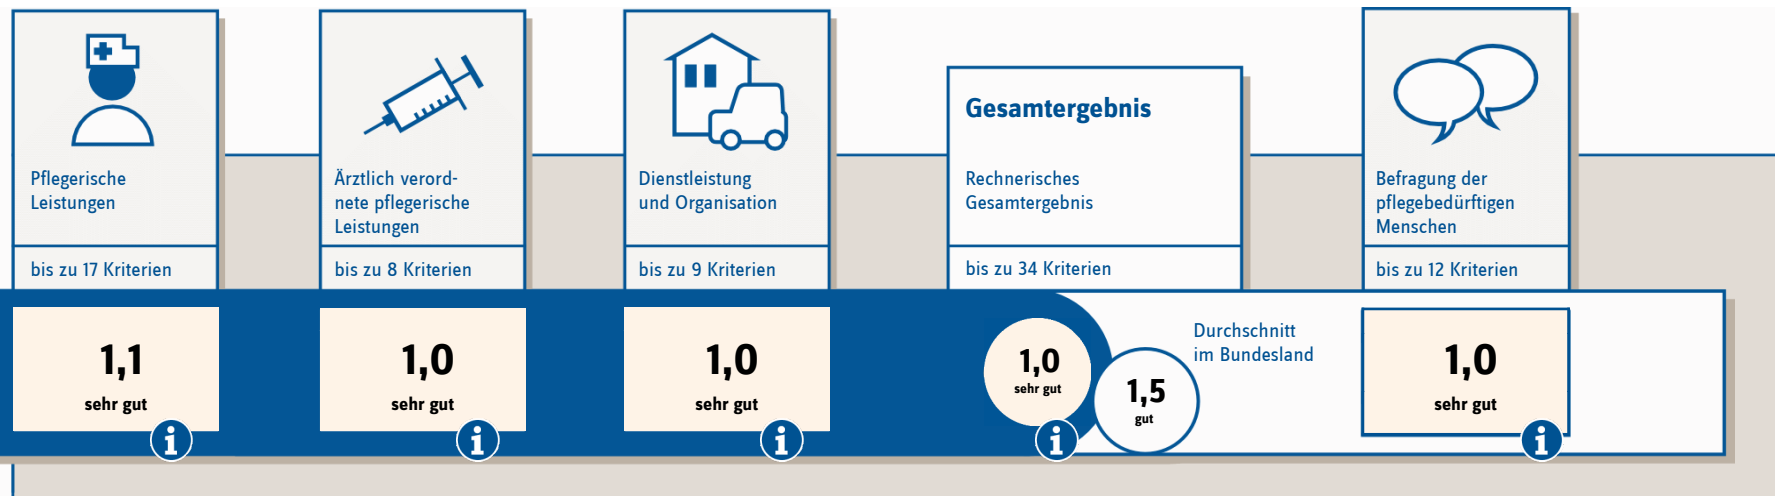 Pflegerische
Leistungen
bis zu 17 Kriterien
1,1
sehr gut
i
Ärztlich verord-
nete pflegerische
Leistungen
bis zu 8 Kriterien
1,0
sehr gut
i
Dienstleistung
und Organisation
bis zu 9 Kriterien
1,0
sehr gut
i
Gesamtergebnis
Rechnerisches
Gesamtergebnis
bis zu 34 Kriterien
1,0
sehr gut
i
1,5
gut
Durchschnitt
im Bundesland
Befragung der
pflegebedürftigen
Menschen
bis zu 12 Kriterien
1,0
sehr gut
i